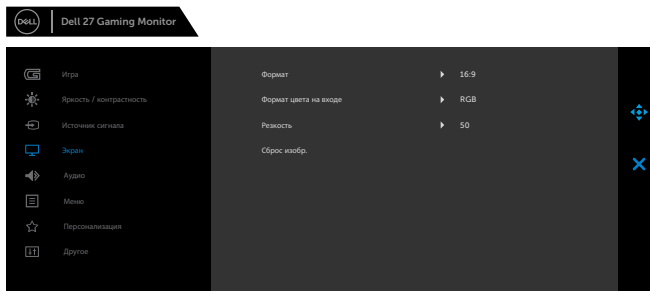 DELL
Dell 27 Gaming Monitor
Игра
Формат 16:9
Яркость / контрастность
Формат цвета на входе RGB
Источник сигнала
Резкость 50
Экран
Сброс изобр.
Аудио
Меню
Персонализация
Другое